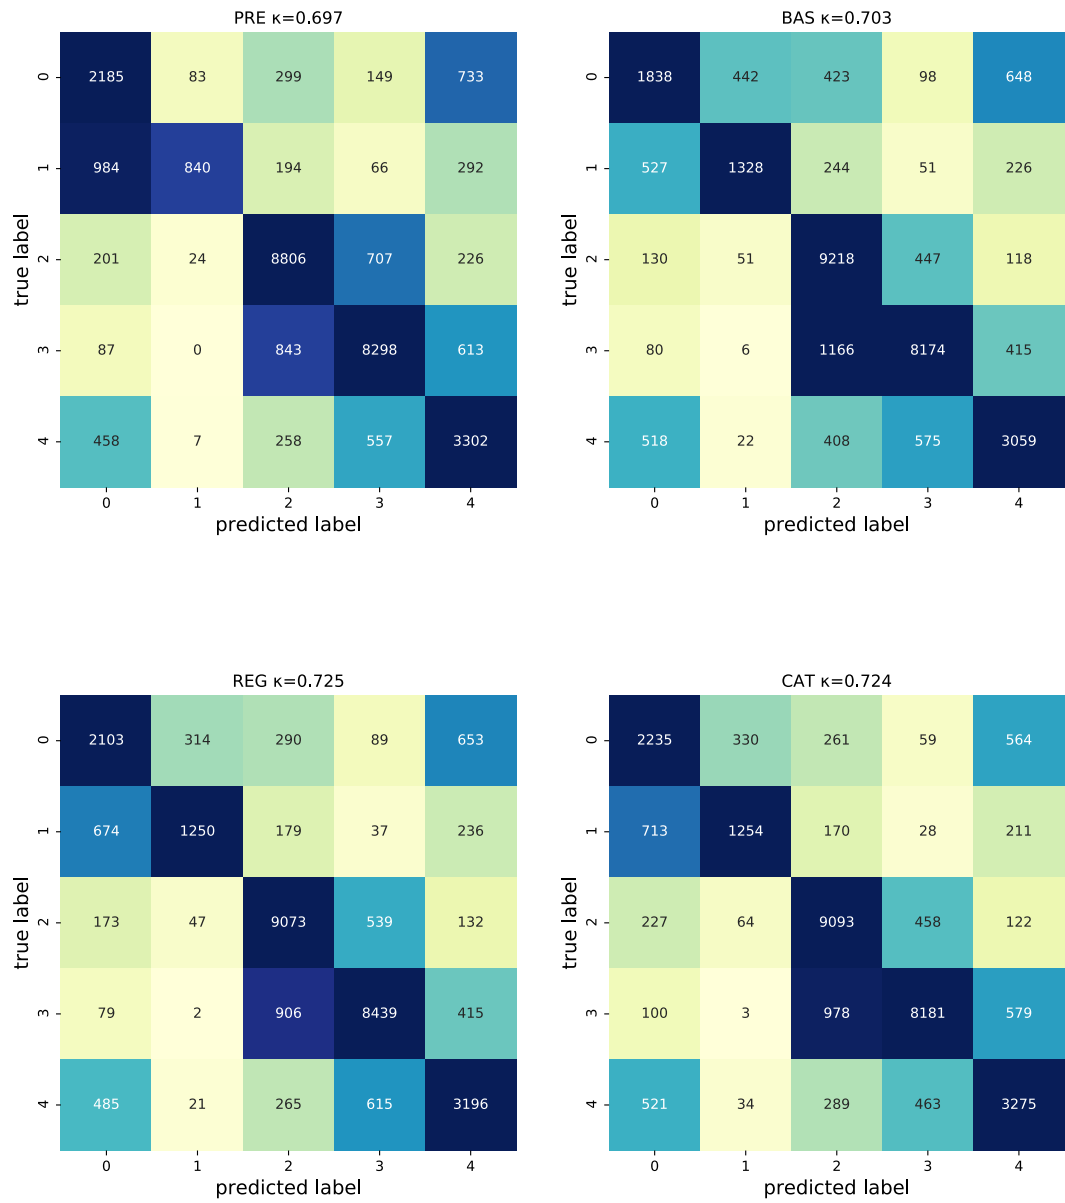 PRE κ=0.697
0 2185 83 299 149 733
1 984 840 194 66 292
2 201 24 8806 707 226
3 87 0 843 8298 613
4 458 7 258 557 3302
0 1 2 3 4
predicted label
true label
BAS κ=0.703
0 1838 442 423 98 648
1 527 1328 244 51 226
2 130 51 9218 447 118
3 80 6 1166 8174 415
4 518 22 408 575 3059
0 1 2 3 4
predicted label
true label
REG κ=0.725
0 2103 314 290 89 653
1 674 1250 179 37 236
2 173 47 9073 539 132
3 79 2 906 8439 415
4 485 21 265 615 3196
0 1 2 3 4
predicted label
true label
CAT κ=0.724
0 2235 330 261 59 564
1 713 1254 170 28 211
2 227 64 9093 458 122
3 100 3 978 8181 579
4 521 34 289 463 3275
0 1 2 3 4
predicted label
true label